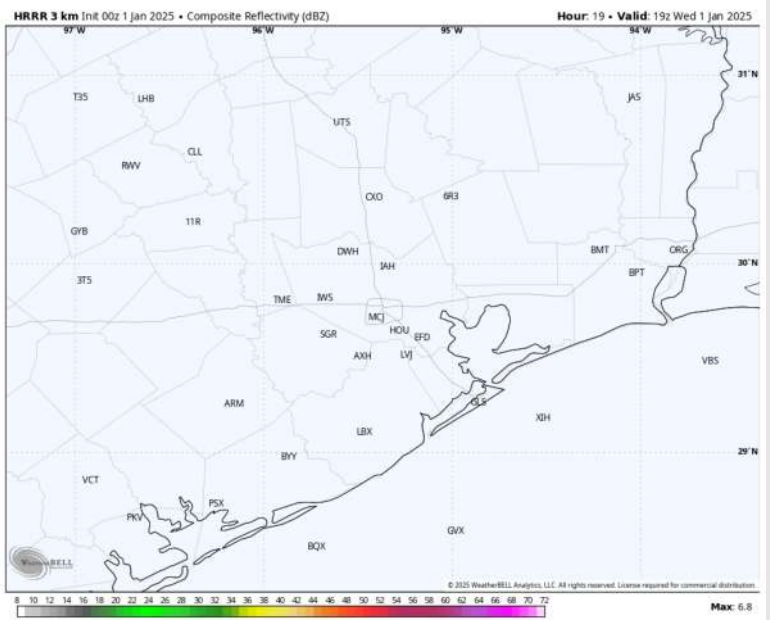 HRRR 3 km Init 00z 1 Jan 2025 • Composite Reflectivity (dBZ) Hour: 19 • Valid: 19z Wed 1 Jan 2025
97°W 96°W 95°W 94°W
31°N
T35 LHB JAS
UTS
CLL
RWV
CXO 6R3
11R
GYB
DWH BMT ORG
IAH 30°N
BPT
3T5
TME IWS
MCJ
SGR HOU EFD
AXH LVJ
VBS
ARM GLS
XIH
LBX
BYY 29°N
VCT
PSX
PKV
GVX
BQX
WeatherBELL
© 2025 WeatherBELL Analytics, LLC. All rights reserved. License required for commercial distribution.
8 10 12 14 16 18 20 22 24 26 28 30 32 34 36 38 40 42 44 46 48 50 52 54 56 58 60 62 64 66 68 70 72
Max: 6.8